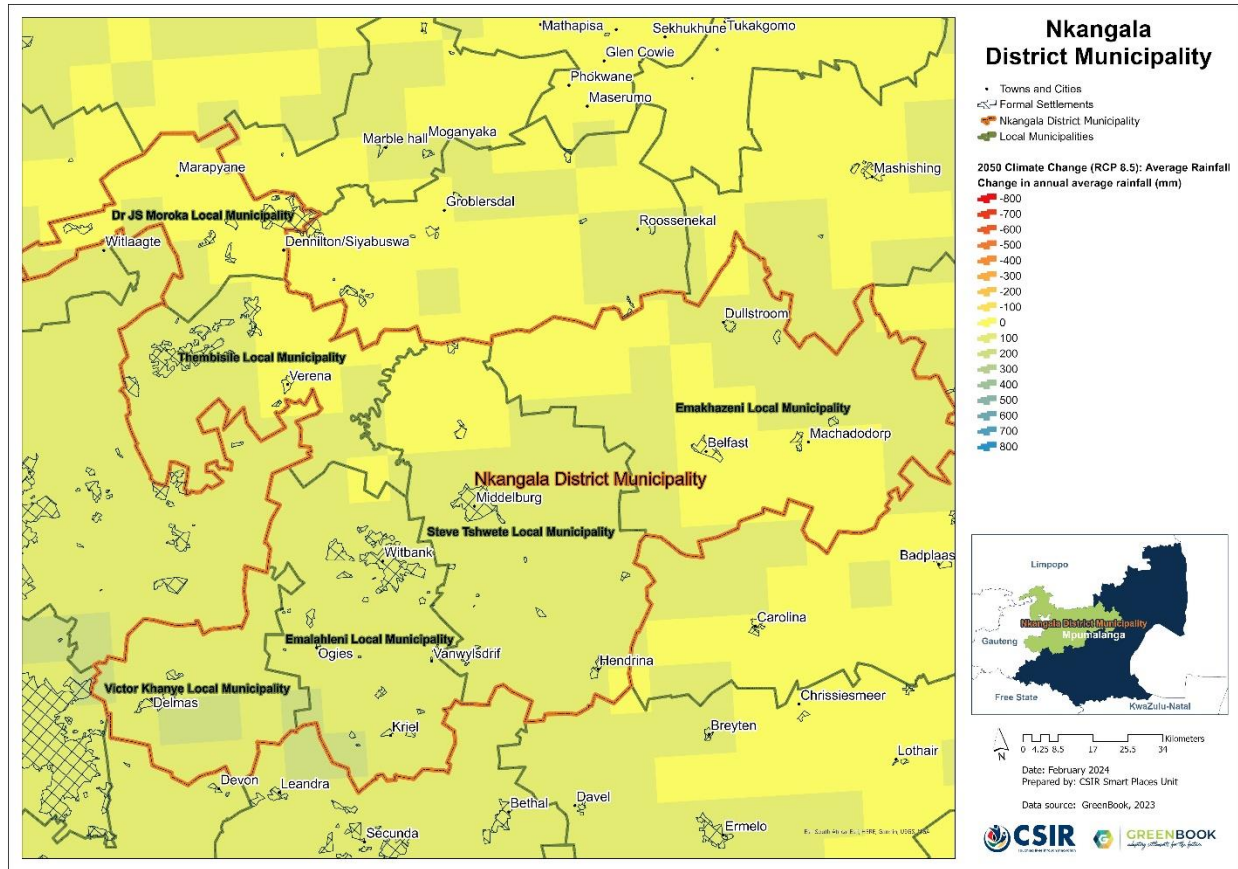 Mathapisa
Sekhukhune
Tukakgomo
Glen Cowie
Phokwane
Maserumo
Marble hall
Moganyaka
Mashishing
Marapyane
Groblersdal
Dr JS Moroka Local Municipality
Roossenekal
Witlaagte
Dennilton/Siyabuswa
Dullstroom
Thembisile Local Municipality
Verena
Emakhazeni Local Municipality
Machadodorp
Belfast
Nkangala District Municipality
Middelburg
Steve Tshwete Local Municipality
Witbank
Badplaas
Carolina
Emalahleni Local Municipality
Ogies
Vanwylsdrif
Hendrina
Victor Khanye Local Municipality
Delmas
Chrissiesmeer
Kriel
Breyten
Lothair
Devon
Leandra
Bethal
Davel
Secunda
Ermelo
Nkangala
District Municipality
Towns and Cities
Formal Settlements
Nkangala District Municipality
Local Municipalities
2050 Climate Change (RCP 8.5): Average Rainfall
Change in annual average rainfall (mm)
-800
-700
-600
-500
-400
-300
-200
-100
0
100
200
300
400
500
600
700
800
Limpopo
Nkangala District Municipality
Mpumalanga
Gauteng
Free State
KwaZulu-Natal
N
Kilometers
0 4.25 8.5 17 25.5 34
Date: February 2024
Prepared by: CSIR Smart Places Unit
Data source: GreenBook, 2023
CSIR
GREENBOOK
adapting settlements for the future